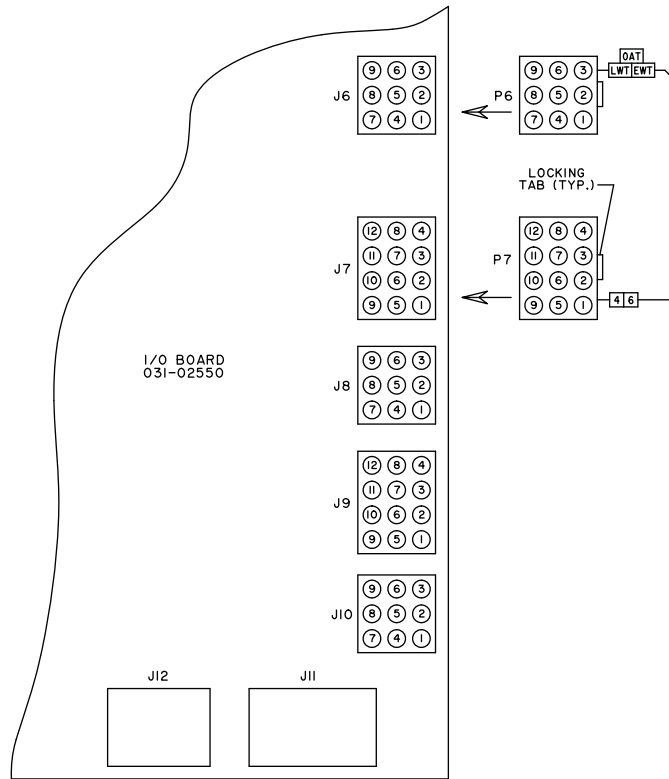 OAT
LWT EWT
J6
9 6 3
8 5 2
7 4 1
P6
9 6 3
8 5 2
7 4 1
LOCKING
TAB (TYP.)
J7
12 8 4
11 7 3
10 6 2
9 5 1
P7
12 8 4
11 7 3
10 6 2
9 5 1
4 6
I/O BOARD
031-02550
J8
9 6 3
8 5 2
7 4 1
J9
12 8 4
11 7 3
10 6 2
9 5 1
J10
9 6 3
8 5 2
7 4 1
J12
J11